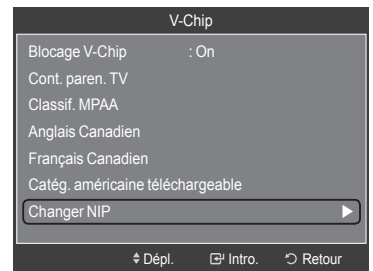 V-Chip
Blocage V-Chip : On
Cont. paren. TV
Classif. MPAA
Anglais Canadien
Français Canadien
Catég. américaine téléchargeable
Changer NIP
Dépl. Intro. Retour